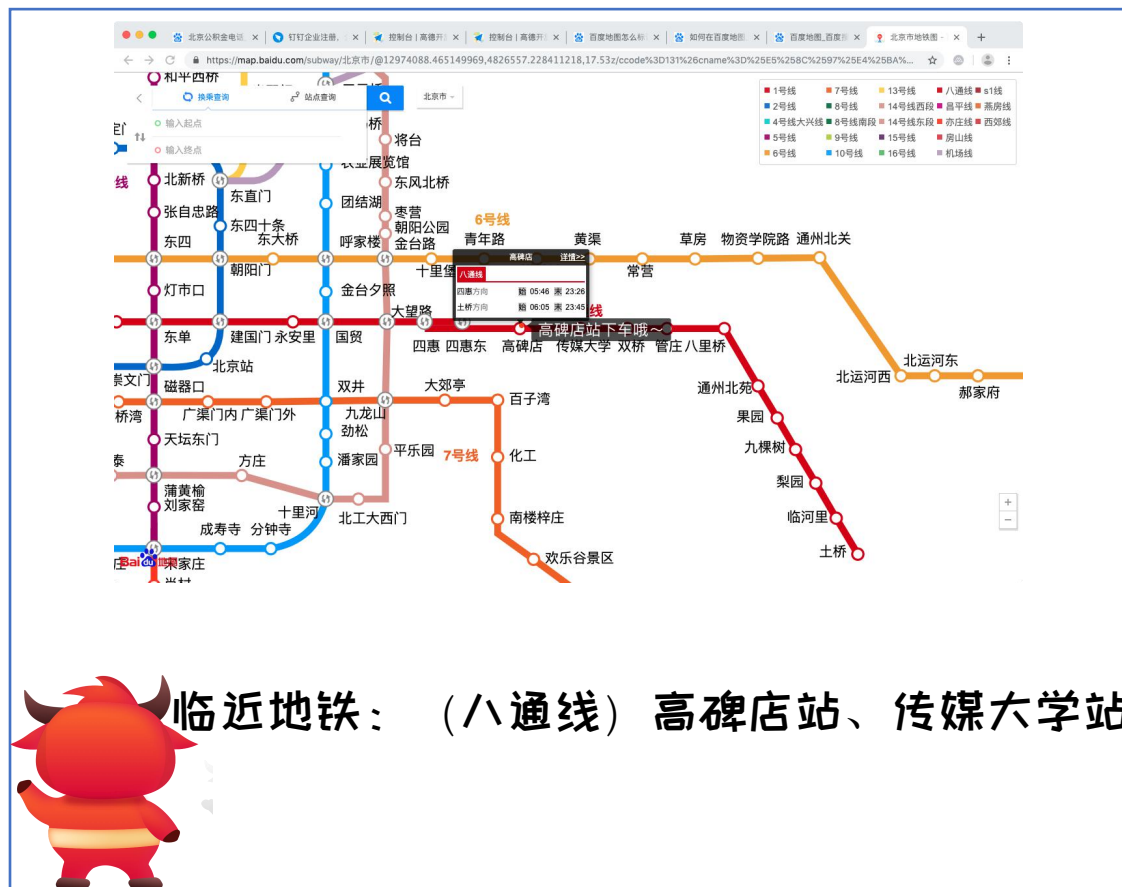 北京公积金电话
钉钉企业注册,
控制台 | 高德开
控制台 | 高德开
百度地图怎么标
如何在百度地图
百度地图_百度
北京市地铁图 -
https://map.baidu.com/subway/北京市/@12974088.465149969,4826557.228411218,17.53z/ccode%3D131%26cname%3D%25E5%258C%2597%25E4%25BA%...
换乘查询
站点查询
北京市
输入起点
输入终点
1号线 7号线 13号线 八通线 s1线
2号线 8号线 14号线西段 昌平线 燕房线
4号线大兴线 8号线南段 14号线东段 亦庄线 西郊线
5号线 9号线 15号线 房山线
6号线 10号线 16号线 机场线
和平西桥
桥
将台
农业展览馆
线
北新桥
东直门
团结湖
东风北桥
张自忠路
东四十条
枣营
朝阳公园
6号线
东四
东大桥
呼家楼
金台路
青年路
黄渠
草房
物资学院路
通州北关
朝阳门
十里堡
常营
高碑店 详情>>
八通线
四惠方向 始 05:46 末 23:26
土桥方向 始 06:05 末 23:45
灯市口
金台夕照
大望路
线
高碑店站下车哦~
东单
建国门
永安里
国贸
四惠
四惠东
高碑店
传媒大学
双桥
管庄
八里桥
北京站
北运河东
崇文门
磁器口
双井
大郊亭
通州北苑
北运河西
郝家府
桥湾
广渠门内
广渠门外
九龙山
百子湾
果园
劲松
天坛东门
平乐园
7号线
化工
九棵树
泰
方庄
潘家园
蒲黄榆
梨园
刘家窑
十里河
北工大西门
南楼梓庄
临河里
成寿寺
分钟寺
土桥
欢乐谷景区
庄
Baidu地图
宋家庄
肖村
临近地铁：（八通线）高碑店站、传媒大学站